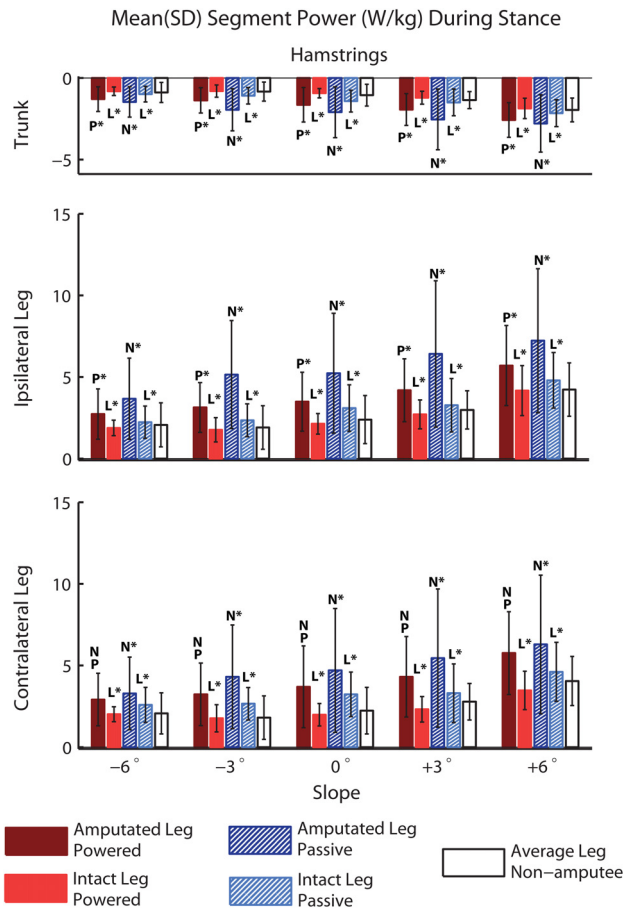 Mean(SD) Segment Power (W/kg) During Stance
Hamstrings
Trunk
0
−5
P* L* N* L*
P* L* N* L*
P* L* N* L*
P* L* N* L*
P* L* N* L*
Ipsilateral Leg
15
10
5
0
P* L* N* L*
P* L* N* L*
P* L* N* L*
P* L* N* L*
P* L* N* L*
Contralateral Leg
15
10
5
0
N P L* N* L*
N P L* N* L*
N P L* N* L*
N P L* N* L*
N P L* N* L*
−6° −3° 0° +3° +6°
Slope
Amputated Leg
Powered
Intact Leg
Powered
Amputated Leg
Passive
Intact Leg
Passive
Average Leg
Non−amputee